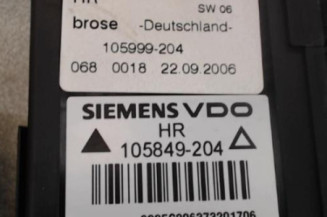 HR
SW 06
brose -Deutschland-
105999-204
068 0018 22.09.2006
SIEMENS VDO
HR
105849-204